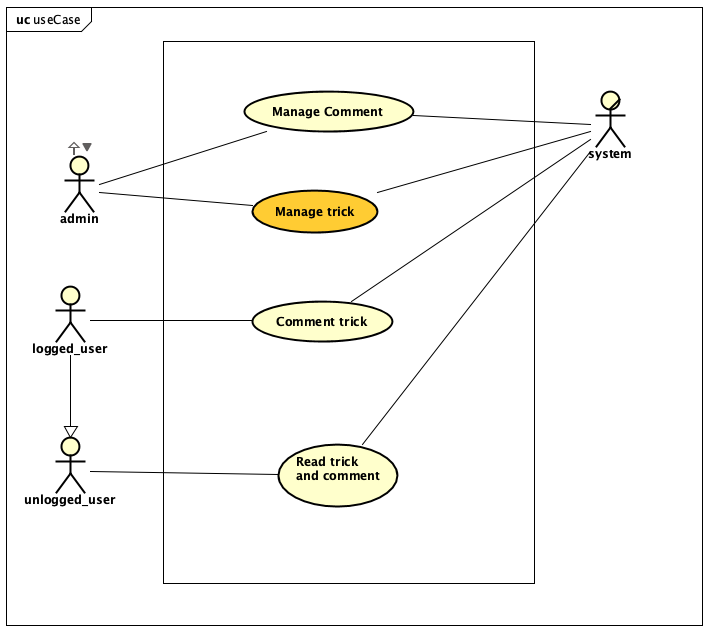 uc useCase
Manage Comment
system
admin
Manage trick
logged_user
Comment trick
Read trick
and comment
unlogged_user